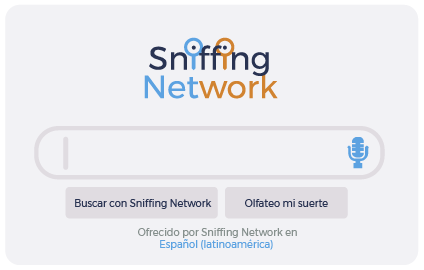 Sniffing
Network
Buscar con Sniffing Network
Olfateo mi suerte
Ofrecido por Sniffing Network en
Español (latinoamérica)